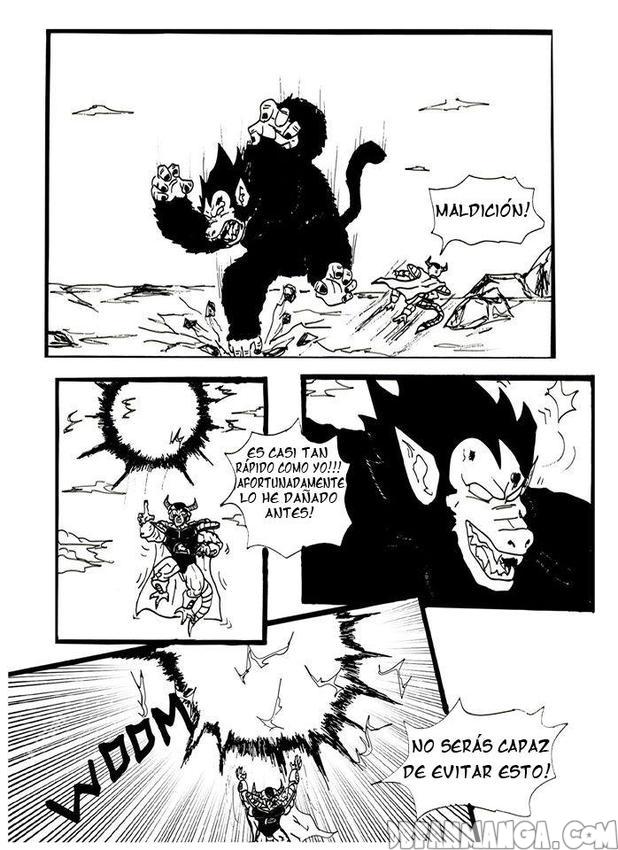 MALDICIÓN!
ES CASI TAN
RÁPIDO COMO YO!!!
AFORTUNADAMENTE
LO HE DAÑADO
ANTES!
WOOM
NO SERÁS CAPAZ
DE EVITAR ESTO!
DBFANMANGA.COM